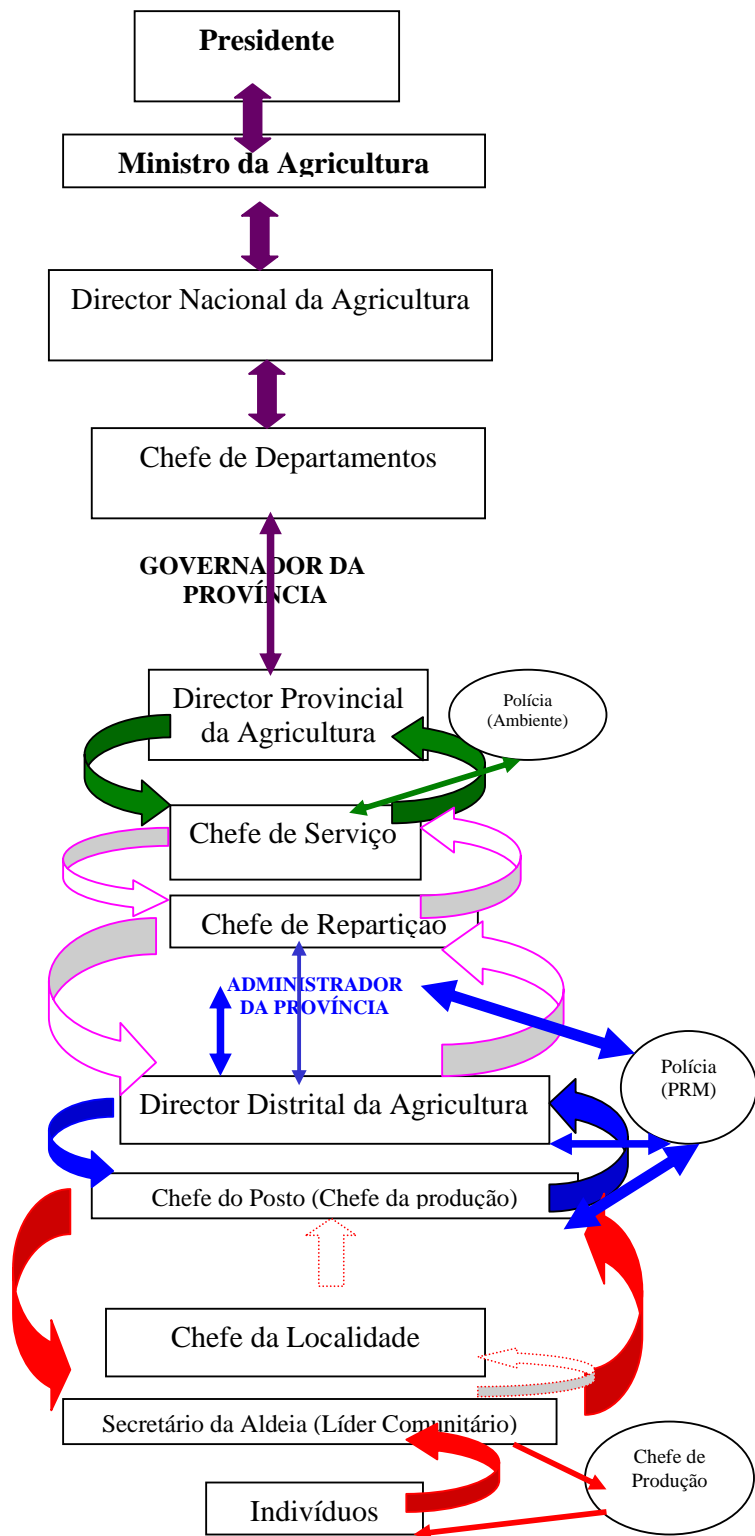 Presidente
Ministro da Agricultura
Director Nacional da Agricultura
Chefe de Departamentos
GOVERNADOR DA
PROVÍNCIA
Director Provincial
da Agricultura
Polícia
(Ambiente)
Chefe de Serviço
Chefe de Repartição
ADMINISTRADOR
DA PROVÍNCIA
Polícia
(PRM)
Director Distrital da Agricultura
Chefe do Posto (Chefe da produção)
Chefe da Localidade
Secretário da Aldeia (Líder Comunitário)
Chefe de
Produção
Indivíduos